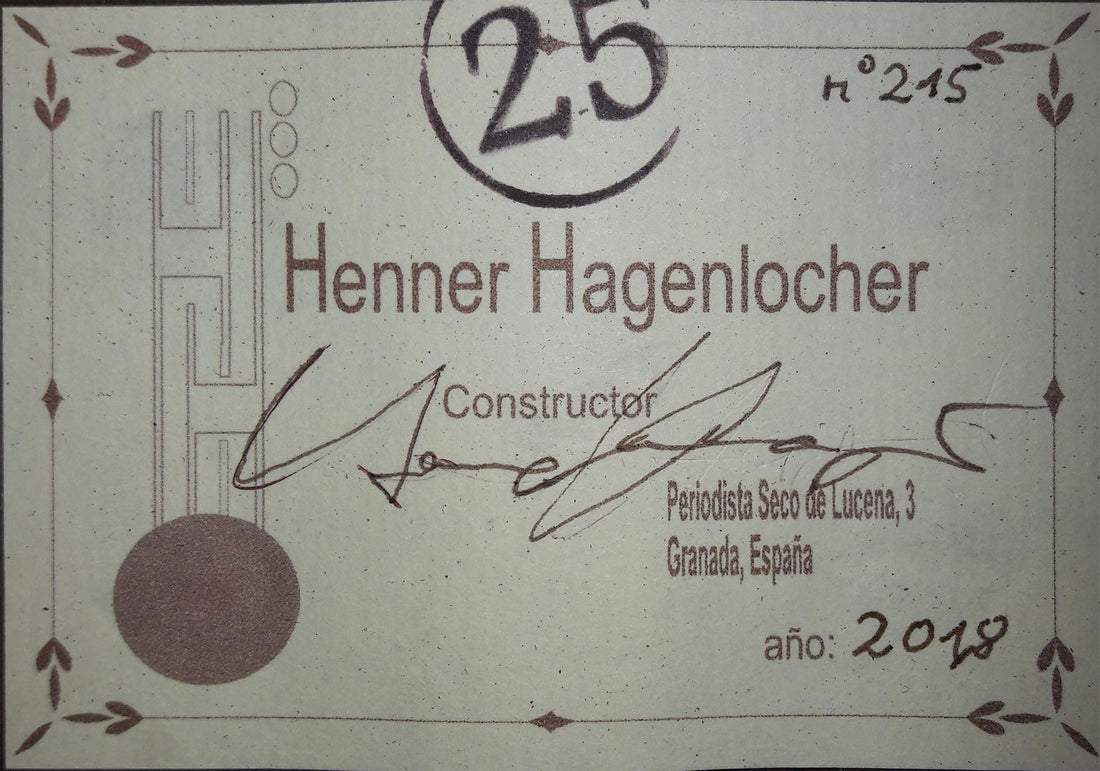 25
nº 215
Henner Hagenlocher
Constructor
Periodista Seco de Lucena, 3
Granada, España
año: 2018